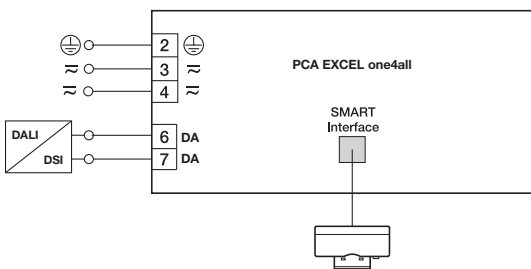 2
PCA EXCEL one4all
3
4
SMART
Interface
DALI
6 DA
DSI
7 DA